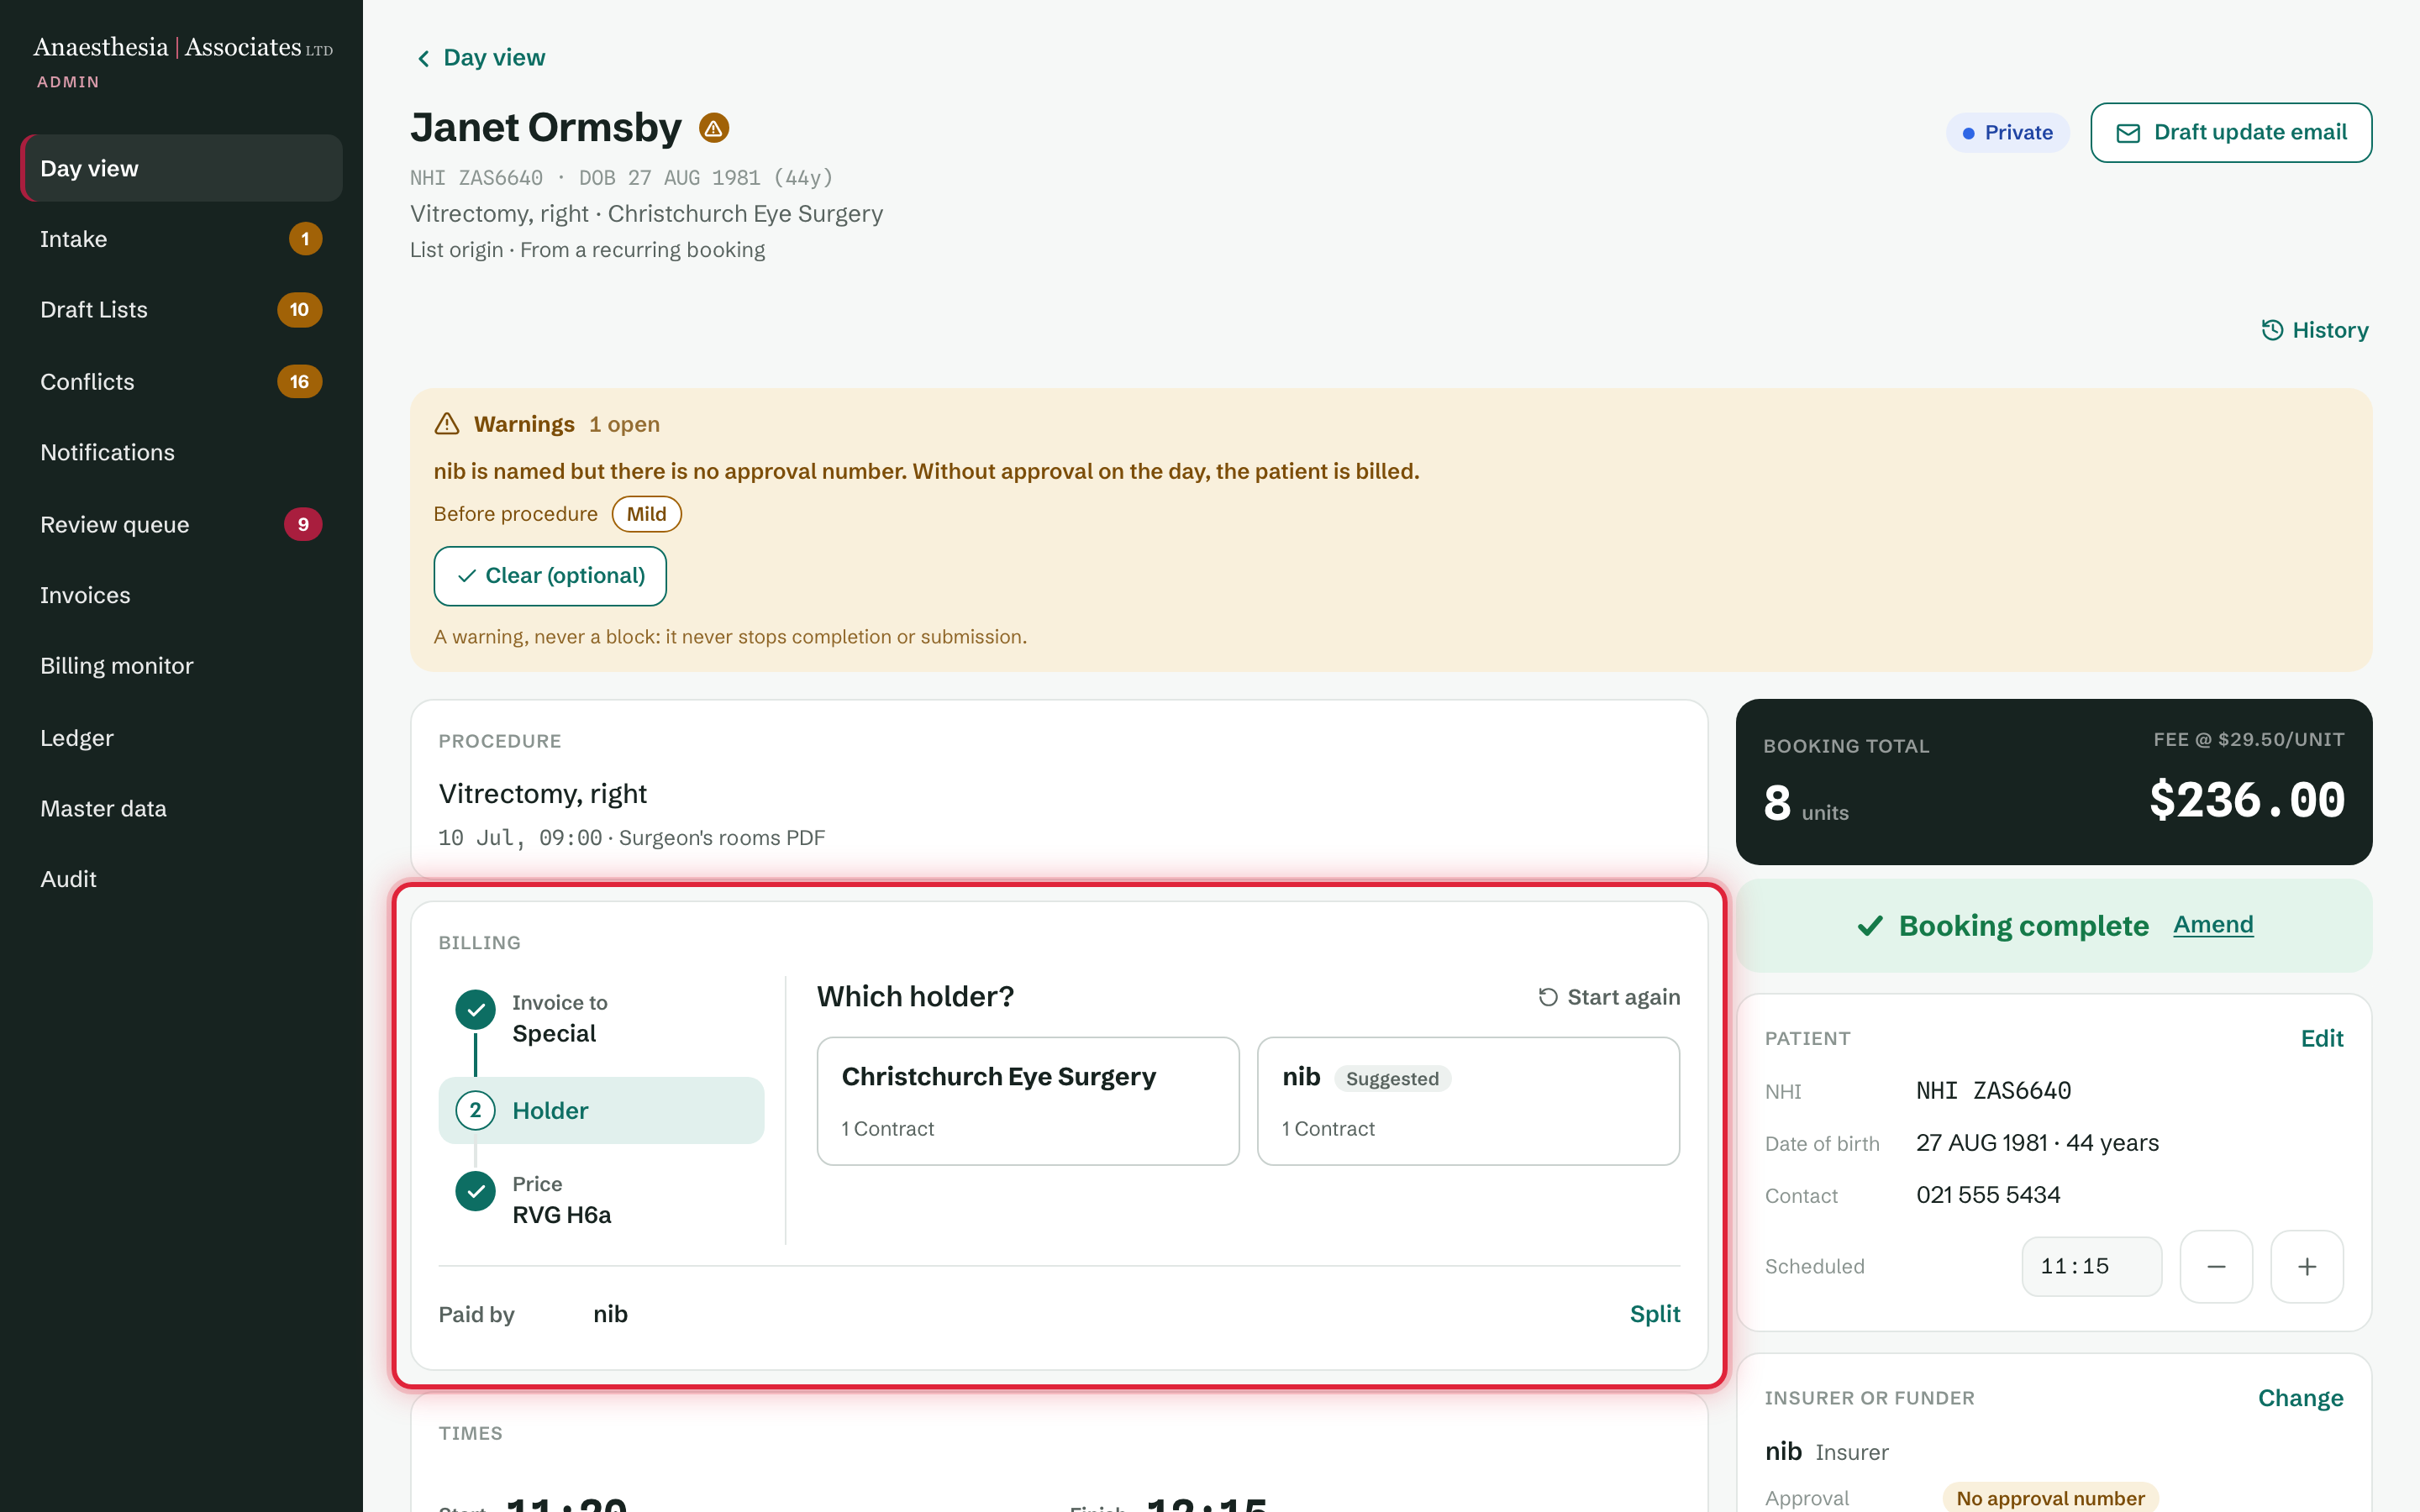 Anaesthesia | Associates LTD
ADMIN
Day view
Intake 1
Draft Lists 10
Conflicts 16
Notifications
Review queue 9
Invoices
Billing monitor
Ledger
Master data
Audit
Day view
Janet Ormsby
Private
Draft update email
NHI ZAS6640 · DOB 27 AUG 1981 (44y)
Vitrectomy, right · Christchurch Eye Surgery
List origin · From a recurring booking
History
Warnings 1 open
nib is named but there is no approval number. Without approval on the day, the patient is billed.
Before procedure Mild
Clear (optional)
A warning, never a block: it never stops completion or submission.
PROCEDURE
Vitrectomy, right
10 Jul, 09:00 · Surgeon's rooms PDF
BILLING
Invoice to
Special
2 Holder
Price
RVG H6a
Which holder?
Start again
Christchurch Eye Surgery
1 Contract
nib Suggested
1 Contract
Paid by nib Split
TIMES
Start 11:20 Finish 12:15
BOOKING TOTAL
FEE @ $29.50/UNIT
8 units
$236.00
Booking complete Amend
PATIENT Edit
NHI NHI ZAS6640
Date of birth 27 AUG 1981 · 44 years
Contact 021 555 5434
Scheduled 11:15 − +
INSURER OR FUNDER Change
nib Insurer
Approval No approval number